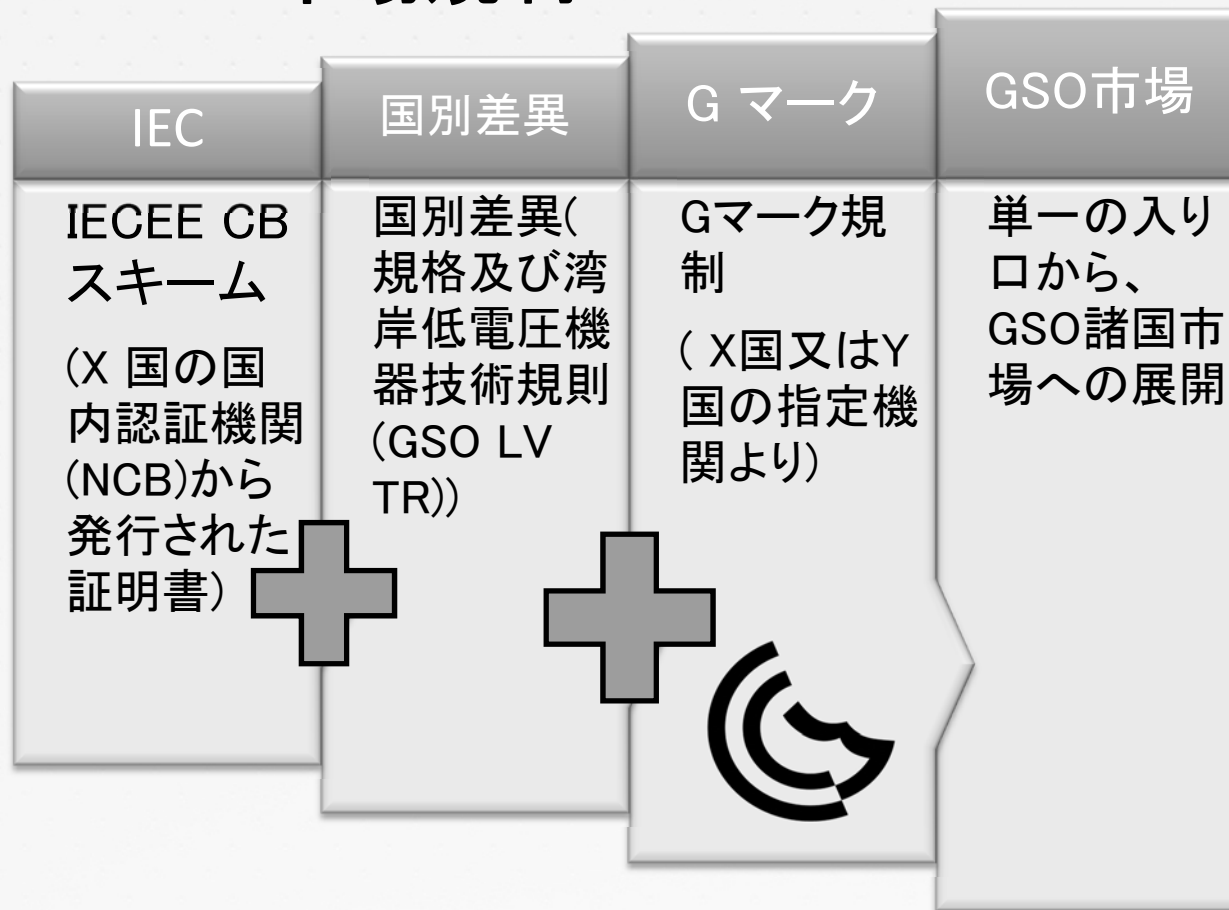 IEC
IECEE CB
スキーム
(X 国の国
内認証機関
(NCB)から
発行された
証明書)
国別差異
国別差異(
規格及び湾
岸低電圧機
器技術規則
(GSO LV
TR))
G マーク
Gマーク規
制
( X国又はY
国の指定機
関より)
GSO市場
単一の入り
口から、
GSO諸国市
場への展開